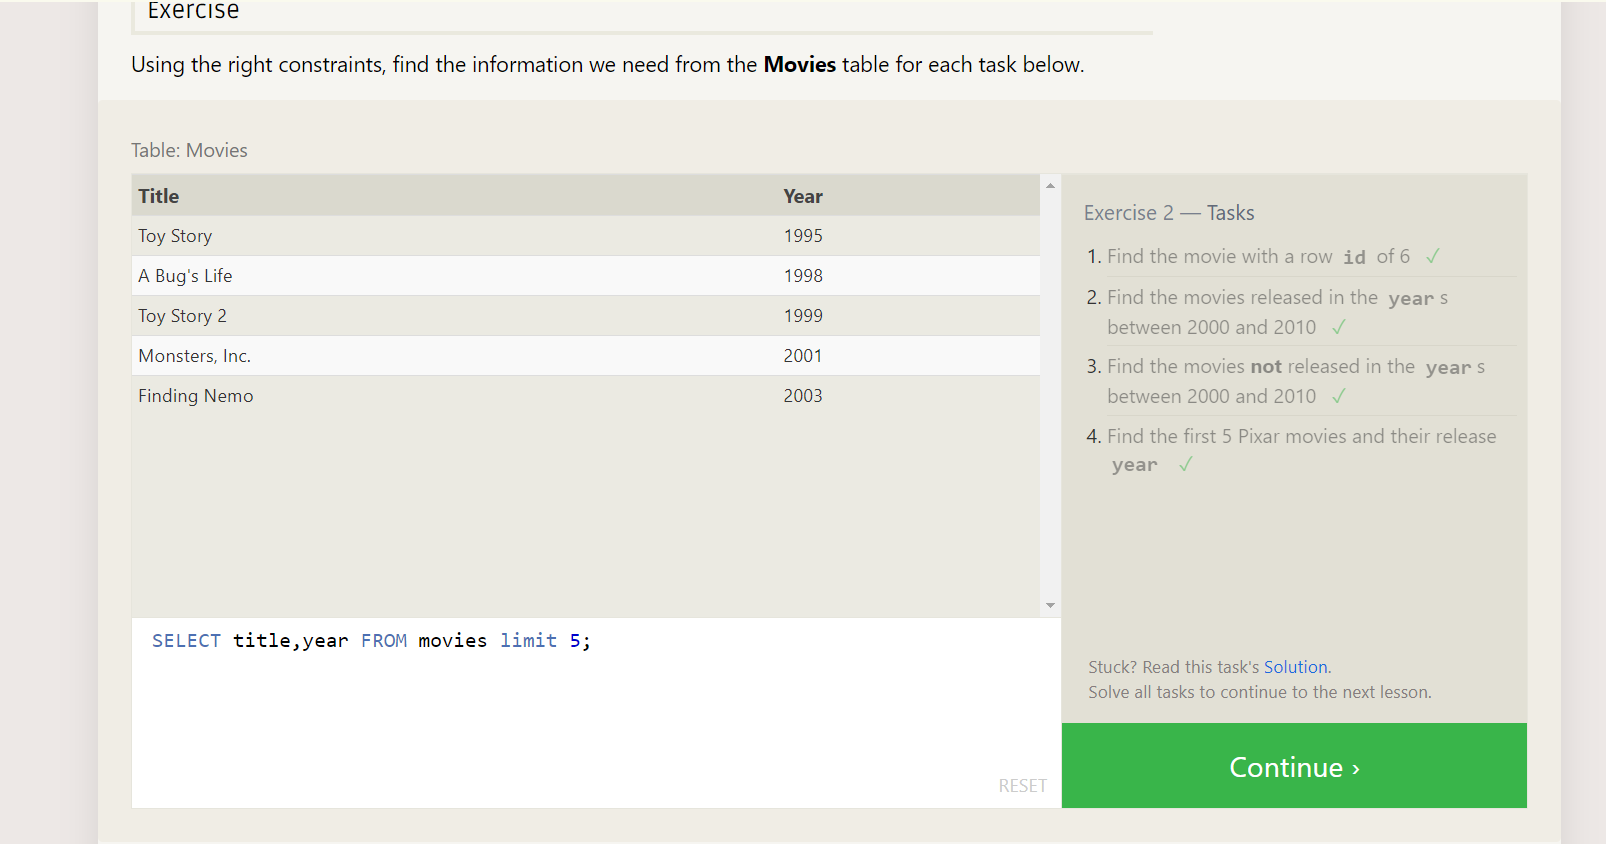 Exercise
Using the right constraints, find the information we need from the Movies table for each task below.
Table: Movies
Title Year
Toy Story 1995
A Bug's Life 1998
Toy Story 2 1999
Monsters, Inc. 2001
Finding Nemo 2003
SELECT title,year FROM movies limit 5;
RESET
Exercise 2 — Tasks
1. Find the movie with a row id of 6 ✓
2. Find the movies released in the year s
between 2000 and 2010 ✓
3. Find the movies not released in the year s
between 2000 and 2010 ✓
4. Find the first 5 Pixar movies and their release
year ✓
Stuck? Read this task's Solution.
Solve all tasks to continue to the next lesson.
Continue ›